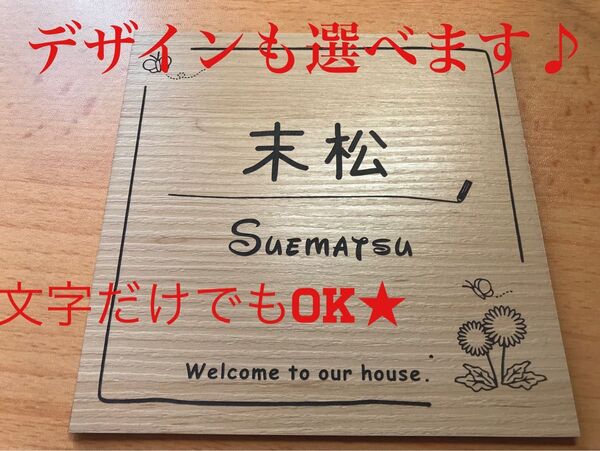 デザインも選べます♪
末松
SUEMATSU
文字だけでもOK★
Welcome to our house.